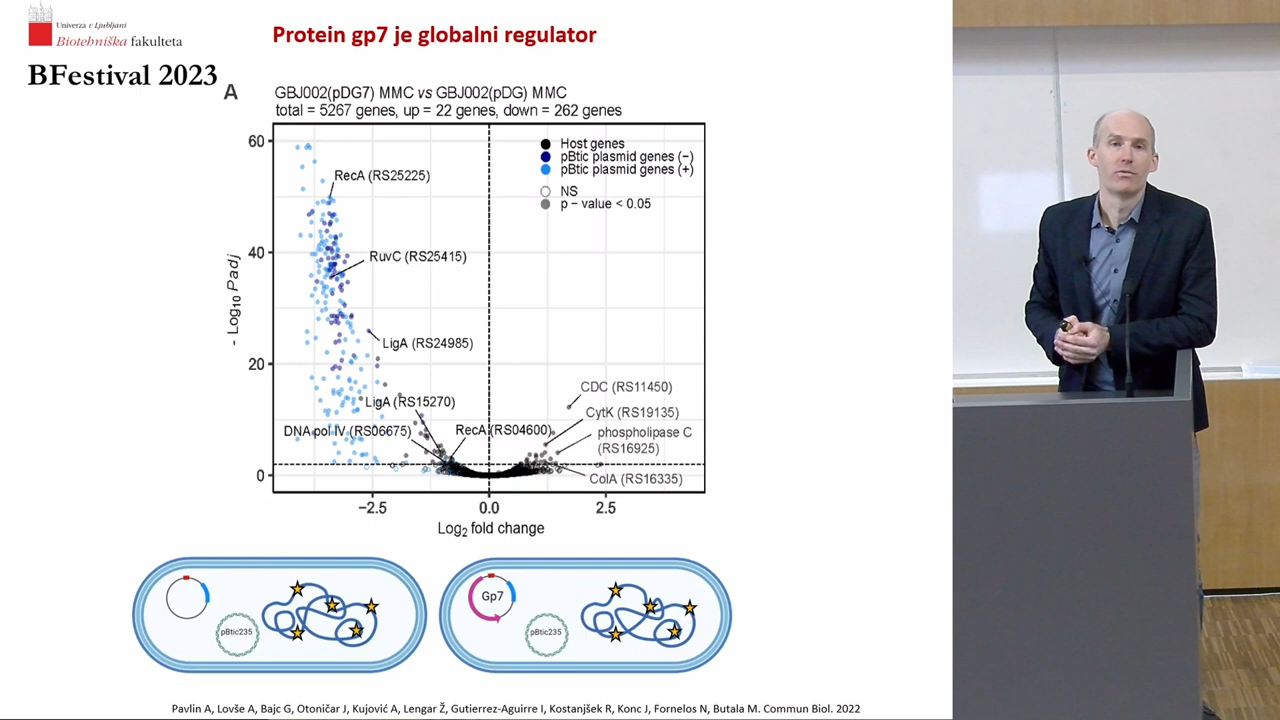 Univerza v Ljubljani
Biotehniška fakulteta
BFestival 2023
Protein gp7 je globalni regulator
A
GBJ002(pDG7) MMC vs GBJ002(pDG) MMC
total = 5267 genes, up = 22 genes, down = 262 genes
60
40
20
0
- Log10 Padj
Host genes
pBtic plasmid genes (−)
pBtic plasmid genes (+)
NS
p − value < 0.05
RecA (RS25225)
RuvC (RS25415)
LigA (RS24985)
CDC (RS11450)
LigA (RS15270)
CytK (RS19135)
DNA pol IV (RS06675)
RecA (RS04600)
phospholipase C
(RS16925)
ColA (RS16335)
−2.5
0.0
2.5
Log2 fold change
pBtic235
Gp7
pBtic235
Pavlin A, Lovše A, Bajc G, Otoničar J, Kujović A, Lengar Ž, Gutierrez-Aguirre I, Kostanjšek R, Konc J, Fornelos N, Butala M. Commun Biol. 2022